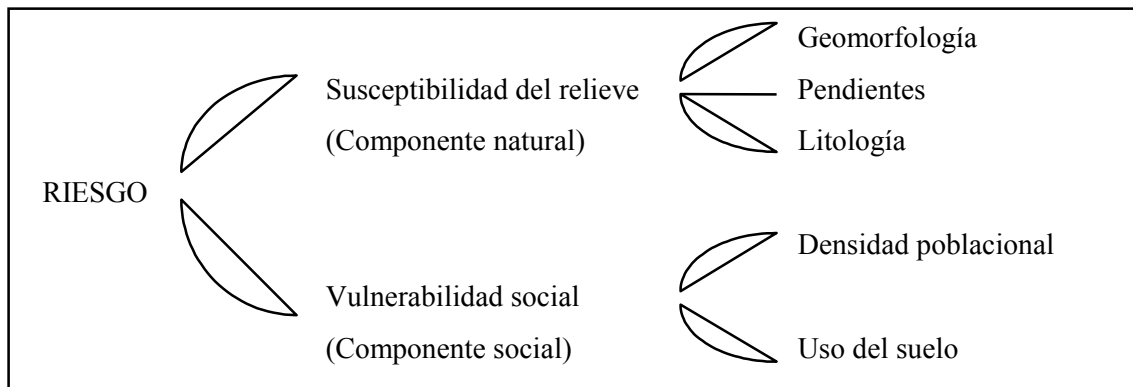 RIESGO
Susceptibilidad del relieve
(Componente natural)
Geomorfología
Pendientes
Litología
Vulnerabilidad social
(Componente social)
Densidad poblacional
Uso del suelo